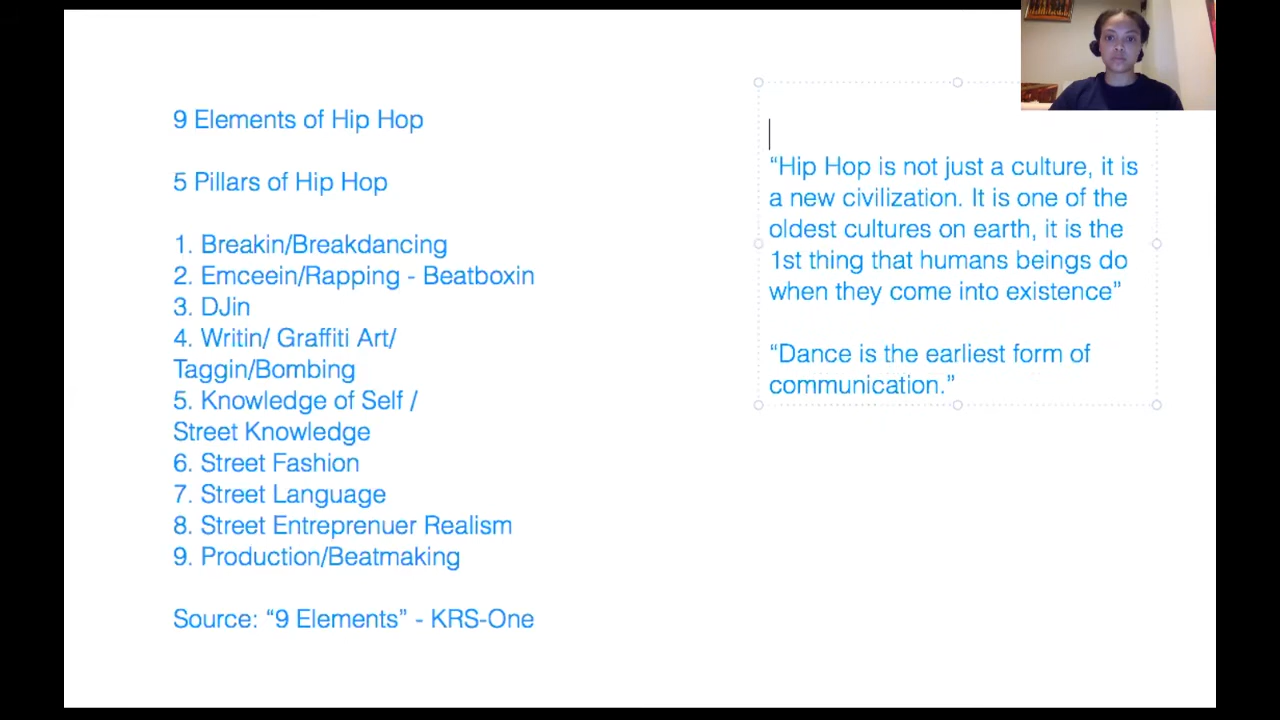 9 Elements of Hip Hop
5 Pillars of Hip Hop
1. Breakin/Breakdancing
2. Emceein/Rapping - Beatboxin
3. DJin
4. Writin/ Graffiti Art/
Taggin/Bombing
5. Knowledge of Self /
Street Knowledge
6. Street Fashion
7. Street Language
8. Street Entreprenuer Realism
9. Production/Beatmaking
Source: “9 Elements” - KRS-One
“Hip Hop is not just a culture, it is
a new civilization. It is one of the
oldest cultures on earth, it is the
1st thing that humans beings do
when they come into existence”
“Dance is the earliest form of
communication.”